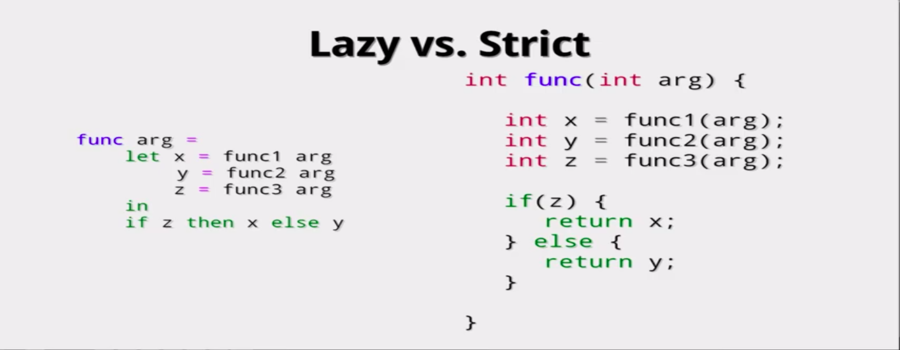 Lazy vs. Strict
func arg =
let x = func1 arg
y = func2 arg
z = func3 arg
in
if z then x else y
int func(int arg) {
int x = func1(arg);
int y = func2(arg);
int z = func3(arg);
if(z) {
return x;
} else {
return y;
}
}